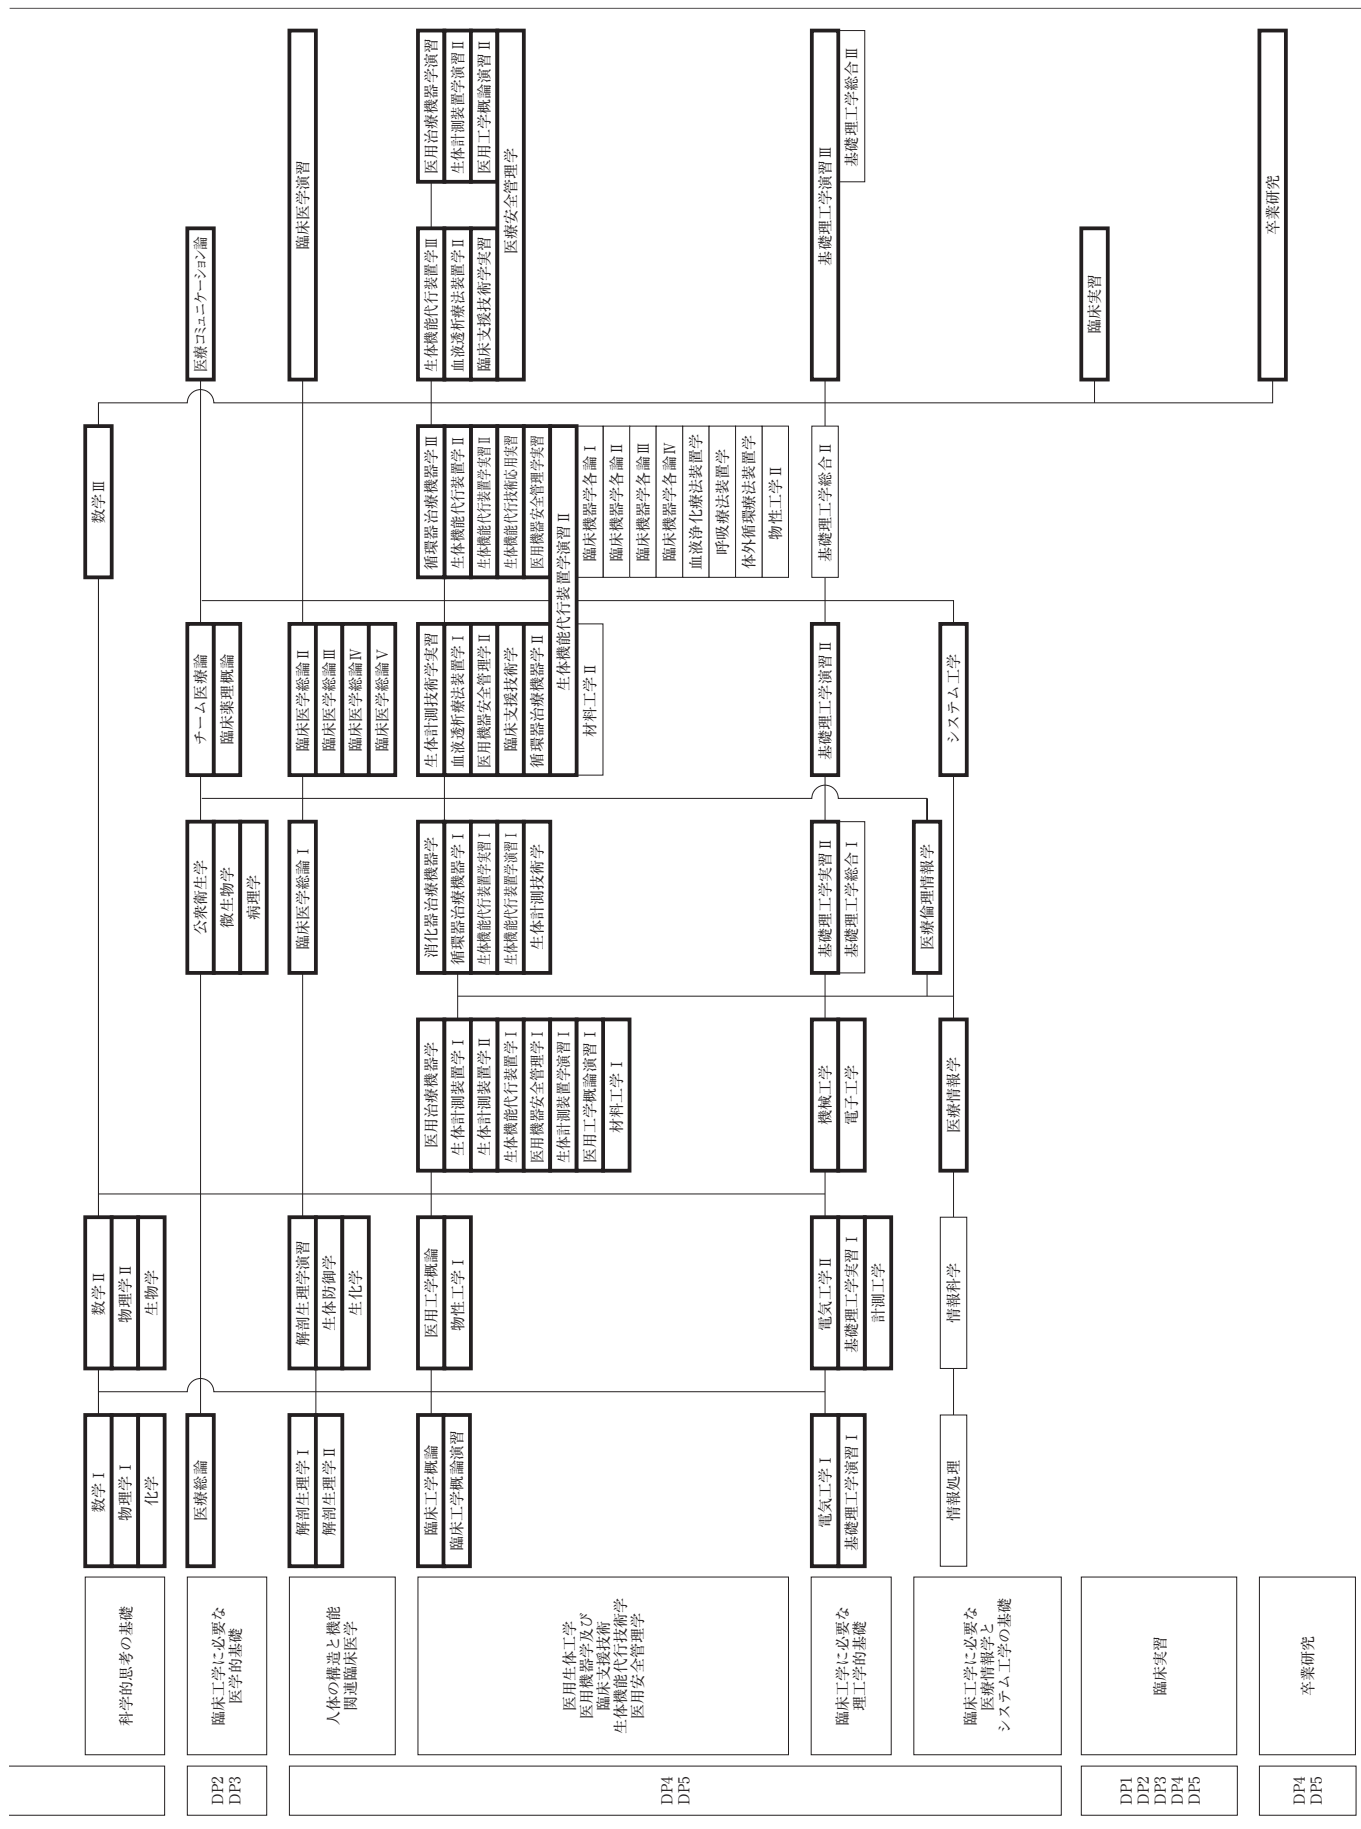 DP2
DP3
DP4
DP5
DP1
DP2
DP3
DP4
DP5
DP4
DP5
科学的思考の基礎
数学Ⅰ
物理学Ⅰ
化学
数学Ⅱ
物理学Ⅱ
生物学
数学Ⅲ
臨床工学に必要な
医学的基礎
医療総論
公衆衛生学
微生物学
病理学
チーム医療論
臨床薬理概論
医療コミュニケーション論
人体の構造と機能
関連臨床医学
解剖生理学Ⅰ
解剖生理学Ⅱ
解剖生理学演習
生体防御学
生化学
臨床医学総論Ⅰ
臨床医学総論Ⅱ
臨床医学総論Ⅲ
臨床医学総論Ⅳ
臨床医学総論Ⅴ
臨床医学演習
医用生体工学
医用機器学及び
臨床支援技術
生体機能代行技術学
医用安全管理学
臨床工学概論
臨床工学概論演習
医用工学概論
物性工学Ⅰ
医用治療機器学
生体計測装置学Ⅰ
生体計測装置学Ⅱ
生体機能代行装置学Ⅰ
医用機器安全管理学Ⅰ
生体計測装置学演習Ⅰ
医用工学概論演習Ⅰ
材料工学Ⅰ
消化器治療機器学
循環器治療機器学Ⅰ
生体機能代行装置学実習Ⅰ
生体機能代行装置学演習Ⅰ
生体計測技術学
生体計測技術学実習
血液透析療法装置学Ⅰ
医用機器安全管理学Ⅱ
臨床支援技術学
循環器治療機器学Ⅱ
生体機能代行装置学演習Ⅱ
材料工学Ⅱ
循環器治療機器学Ⅲ
生体機能代行装置学Ⅱ
生体機能代行装置学実習Ⅱ
生体機能代行技術応用実習
医用機器安全管理学実習
臨床機器学各論Ⅰ
臨床機器学各論Ⅱ
臨床機器学各論Ⅲ
臨床機器学各論Ⅳ
血液浄化療法装置学
呼吸療法装置学
体外循環療法装置学
物性工学Ⅱ
生体機能代行装置学Ⅲ
血液透析療法装置学Ⅱ
臨床支援技術学実習
医療安全管理学
医用治療機器学演習
生体計測装置学演習Ⅱ
医用工学概論演習Ⅱ
臨床工学に必要な
理工学的基礎
電気工学Ⅰ
基礎理工学演習Ⅰ
電気工学Ⅱ
基礎理工学実習Ⅰ
計測工学
機械工学
電子工学
基礎理工学実習Ⅱ
基礎理工学総合Ⅰ
基礎理工学演習Ⅱ
基礎理工学総合Ⅱ
基礎理工学演習Ⅲ
基礎理工学総合Ⅲ
臨床工学に必要な
医療情報学と
システム工学の基礎
情報処理
情報科学
医療情報学
医療倫理情報学
システム工学
臨床実習
臨床実習
卒業研究
卒業研究